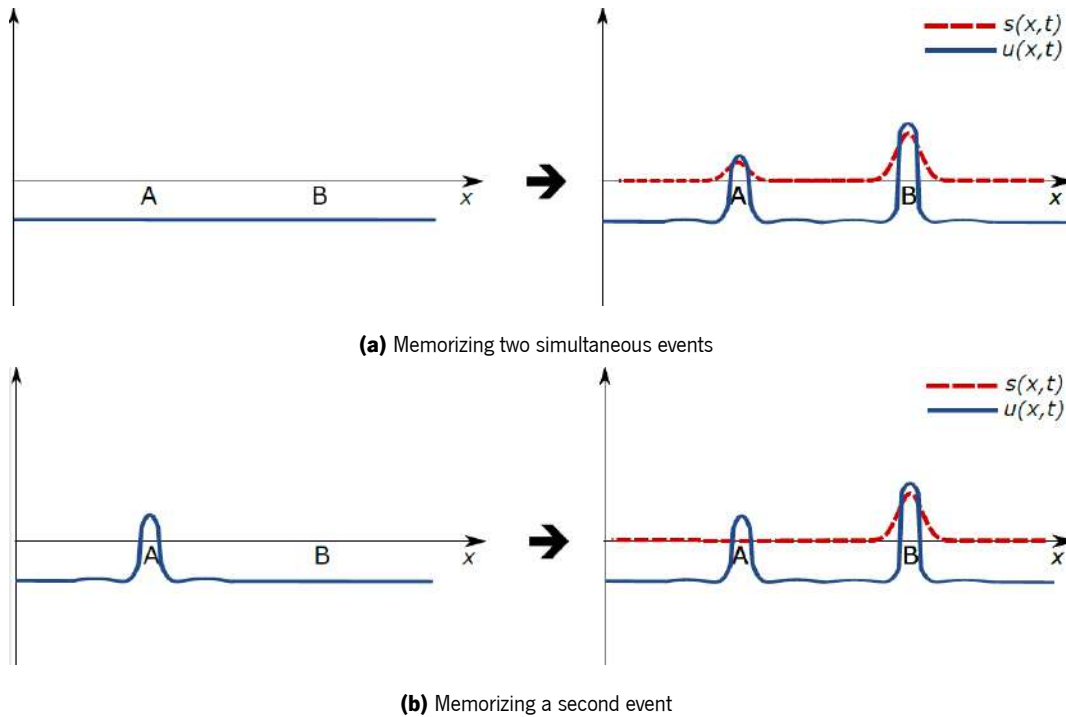 s(x,t)
u(x,t)
A B x
A B x
(a) Memorizing two simultaneous events
s(x,t)
u(x,t)
A B x
A B x
(b) Memorizing a second event